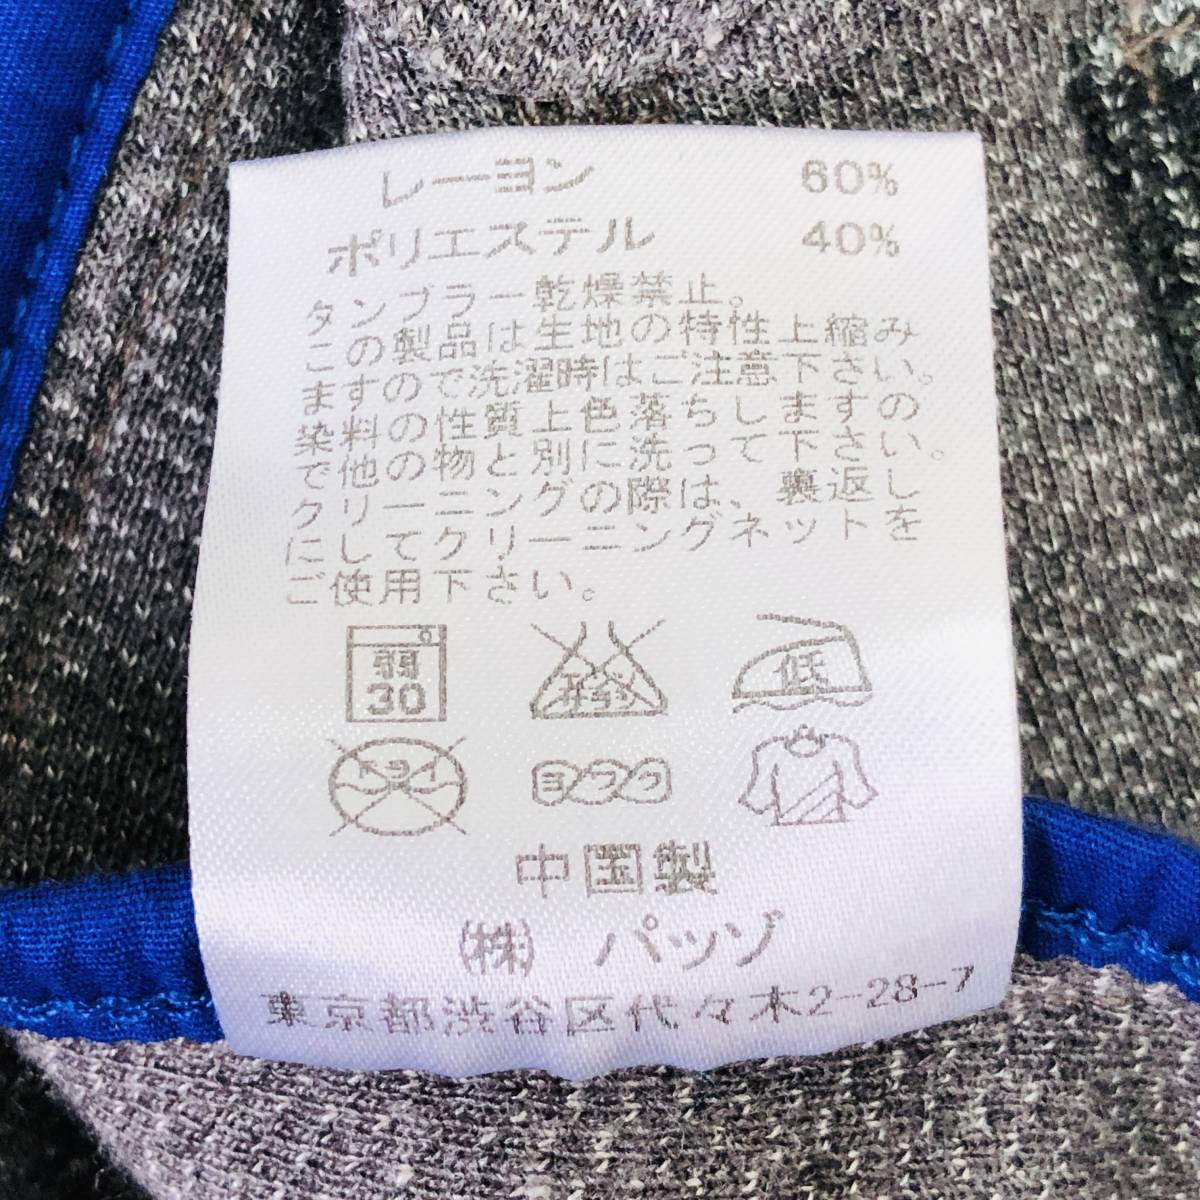 レーヨン 60%
ポリエステル 40%
タンブラー乾燥禁止。
この製品は生地の特性上縮み
ますので洗濯時はご注意下さい。
染料の性質上色落ちしますの
で他の物と別に洗って下さい。
クリーニングの際は、裏返し
にしてクリーニングネットを
ご使用下さい。
弱 30 エンソサラシ 低
ドライ ヨワク
中国製
㈱ パッゾ
東京都渋谷区代々木2-28-7